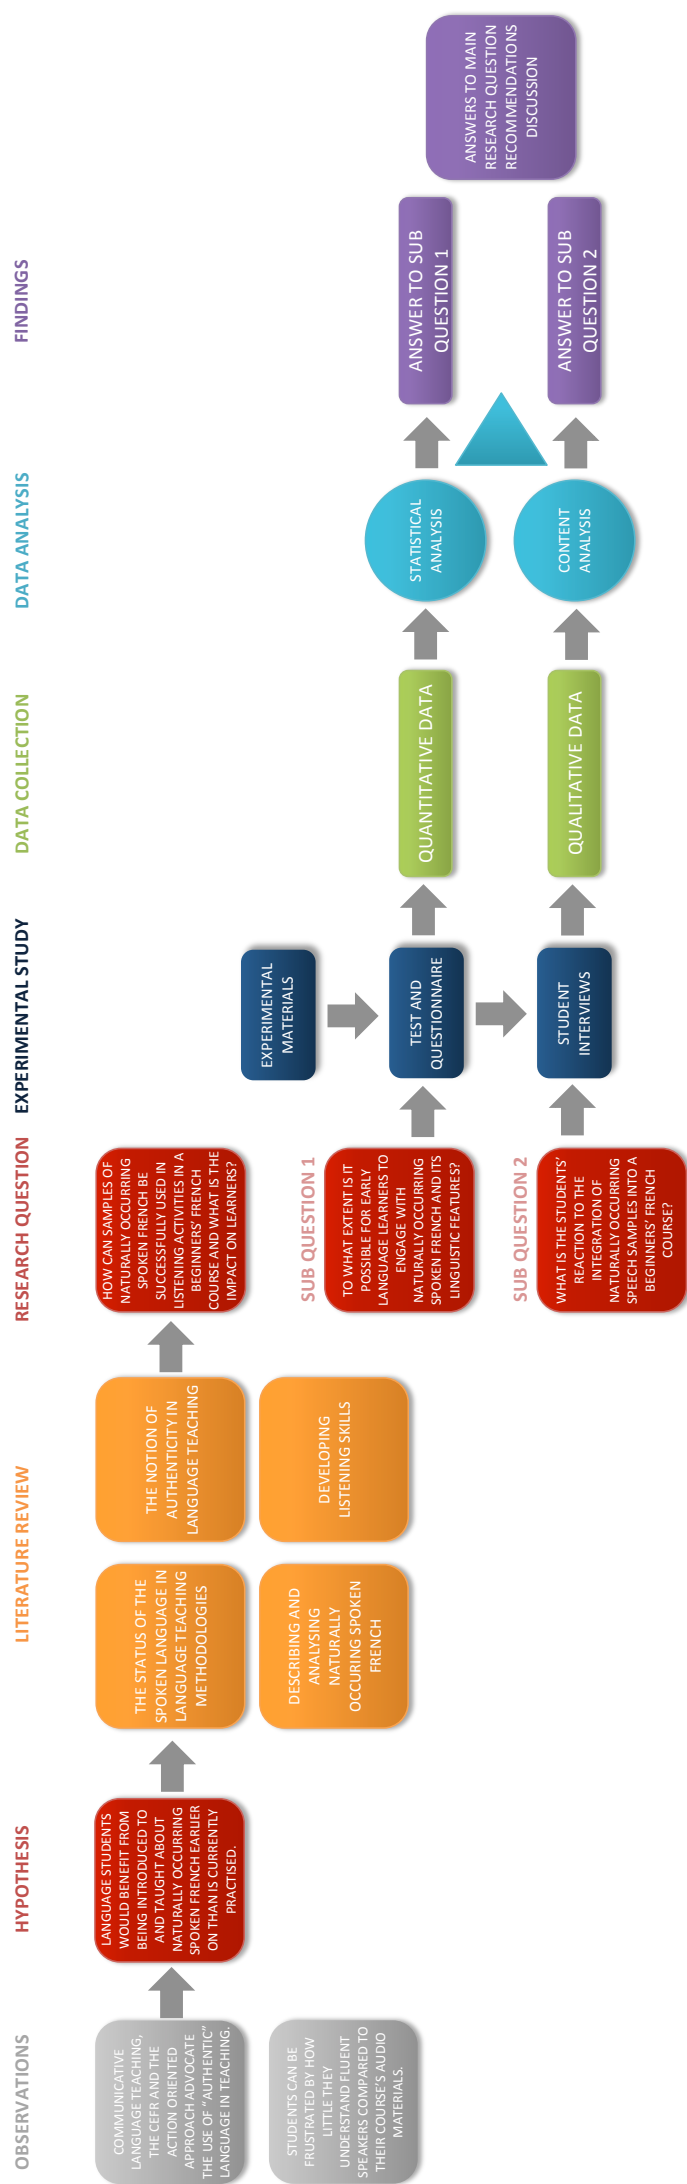 OBSERVATIONS
COMMUNICATIVE
LANGUAGE TEACHING,
THE CEFR AND THE
ACTION ORIENTED
APPROACH ADVOCATE
THE USE OF “AUTHENTIC”
LANGUAGE IN TEACHING.
STUDENTS CAN BE
FRUSTRATED BY HOW
LITTLE THEY
UNDERSTAND FLUENT
SPEAKERS COMPARED TO
THEIR COURSE’S AUDIO
MATERIALS.
HYPOTHESIS
LANGUAGE STUDENTS
WOULD BENEFIT FROM
BEING INTRODUCED TO
AND TAUGHT ABOUT
NATURALLY OCCURRING
SPOKEN FRENCH EARLIER
ON THAN IS CURRENTLY
PRACTISED.
LITERATURE REVIEW
THE STATUS OF THE
SPOKEN LANGUAGE IN
LANGUAGE TEACHING
METHODOLOGIES
THE NOTION OF
AUTHENTICITY IN
LANGUAGE TEACHING
DESCRIBING AND
ANALYSING
NATURALLY
OCCURING SPOKEN
FRENCH
DEVELOPING
LISTENING SKILLS
RESEARCH QUESTION
HOW CAN SAMPLES OF
NATURALLY OCCURRING
SPOKEN FRENCH BE
SUCCESSFULLY USED IN
LISTENING ACTIVITIES IN A
BEGINNERS’ FRENCH
COURSE AND WHAT IS THE
IMPACT ON LEARNERS?
SUB QUESTION 1
TO WHAT EXTENT IS IT
POSSIBLE FOR EARLY
LANGUAGE LEARNERS TO
ENGAGE WITH
NATURALLY OCCURRING
SPOKEN FRENCH AND ITS
LINGUISTIC FEATURES?
SUB QUESTION 2
WHAT IS THE STUDENTS’
REACTION TO THE
INTEGRATION OF
NATURALLY OCCURRING
SPEECH SAMPLES INTO A
BEGINNERS’ FRENCH
COURSE?
EXPERIMENTAL STUDY
EXPERIMENTAL
MATERIALS
TEST AND
QUESTIONNAIRE
STUDENT
INTERVIEWS
DATA COLLECTION
QUANTITATIVE DATA
QUALITATIVE DATA
DATA ANALYSIS
STATISTICAL
ANALYSIS
CONTENT
ANALYSIS
FINDINGS
ANSWER TO SUB
QUESTION 1
ANSWER TO SUB
QUESTION 2
ANSWERS TO MAIN
RESEARCH QUESTION
RECOMMENDATIONS
DISCUSSION